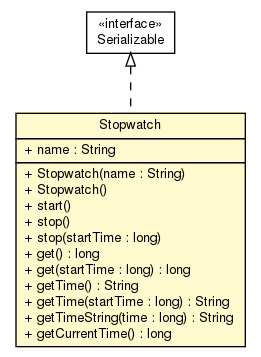 «interface»
Serializable
Stopwatch
+ name : String
+ Stopwatch(name : String)
+ Stopwatch()
+ start()
+ stop()
+ stop(startTime : long)
+ get() : long
+ get(startTime : long) : long
+ getTime() : String
+ getTime(startTime : long) : String
+ getTimeString(time : long) : String
+ getCurrentTime() : long